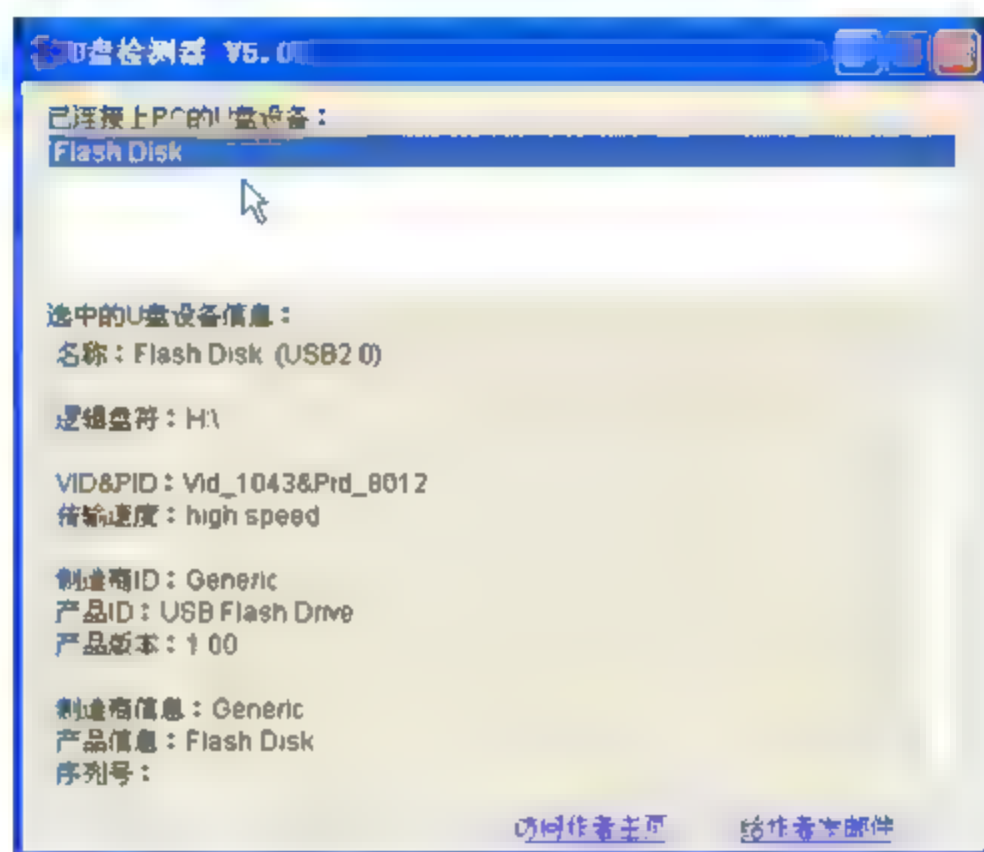 U盘检测器 V5.0
已连接上PC的U盘设备：
Flash Disk
选中的U盘设备信息：
名称：Flash Disk (USB2 0)
逻辑盘符：H:\
VID&PID：Vid_1043&Pid_8012
传输速度：high speed
制造商ID：Generic
产品ID：USB Flash Drive
产品版本：1 00
制造商信息：Generic
产品信息：Flash Disk
序列号：
访问作者主页 给作者写邮件